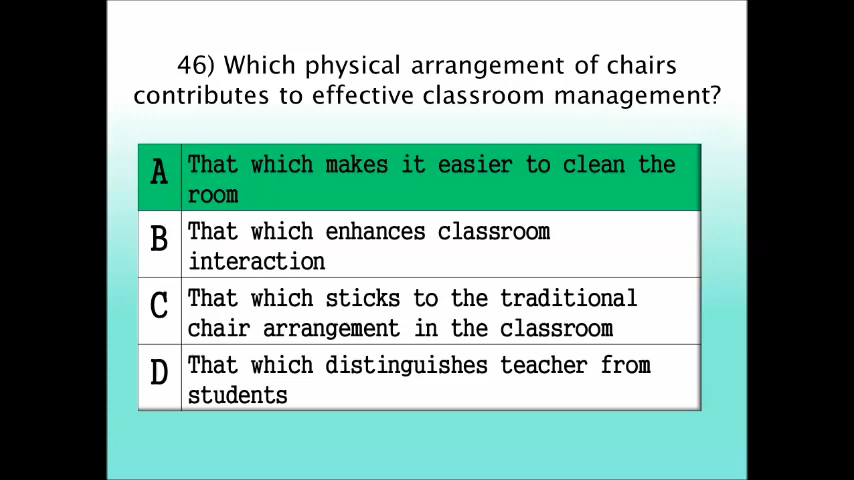 46) Which physical arrangement of chairs
contributes to effective classroom management?
A
That which makes it easier to clean the
room
B
That which enhances classroom
interaction
C
That which sticks to the traditional
chair arrangement in the classroom
D
That which distinguishes teacher from
students